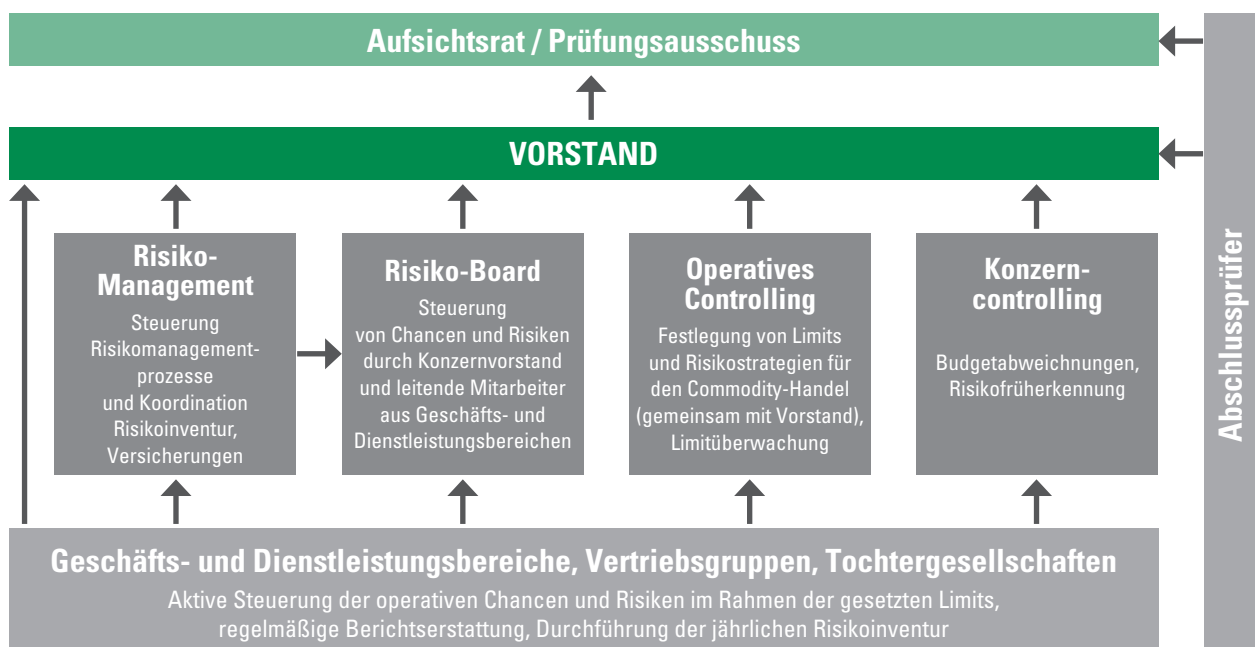 Aufsichtsrat / Prüfungsausschuss
VORSTAND
Risiko-
Management
Steuerung
Risikomanagement-
prozesse
und Koordination
Risikoinventur,
Versicherungen
Risiko-Board
Steuerung
von Chancen und Risiken
durch Konzernvorstand
und leitende Mitarbeiter
aus Geschäfts- und
Dienstleistungsbereichen
Operatives
Controlling
Festlegung von Limits
und Risikostrategien für
den Commodity-Handel
(gemeinsam mit Vorstand),
Limitüberwachung
Konzern-
controlling
Budgetabweichnungen,
Risikofrüherkennung
Geschäfts- und Dienstleistungsbereiche, Vertriebsgruppen, Tochtergesellschaften
Aktive Steuerung der operativen Chancen und Risiken im Rahmen der gesetzten Limits,
regelmäßige Berichtserstattung, Durchführung der jährlichen Risikoinventur
Abschlussprüfer